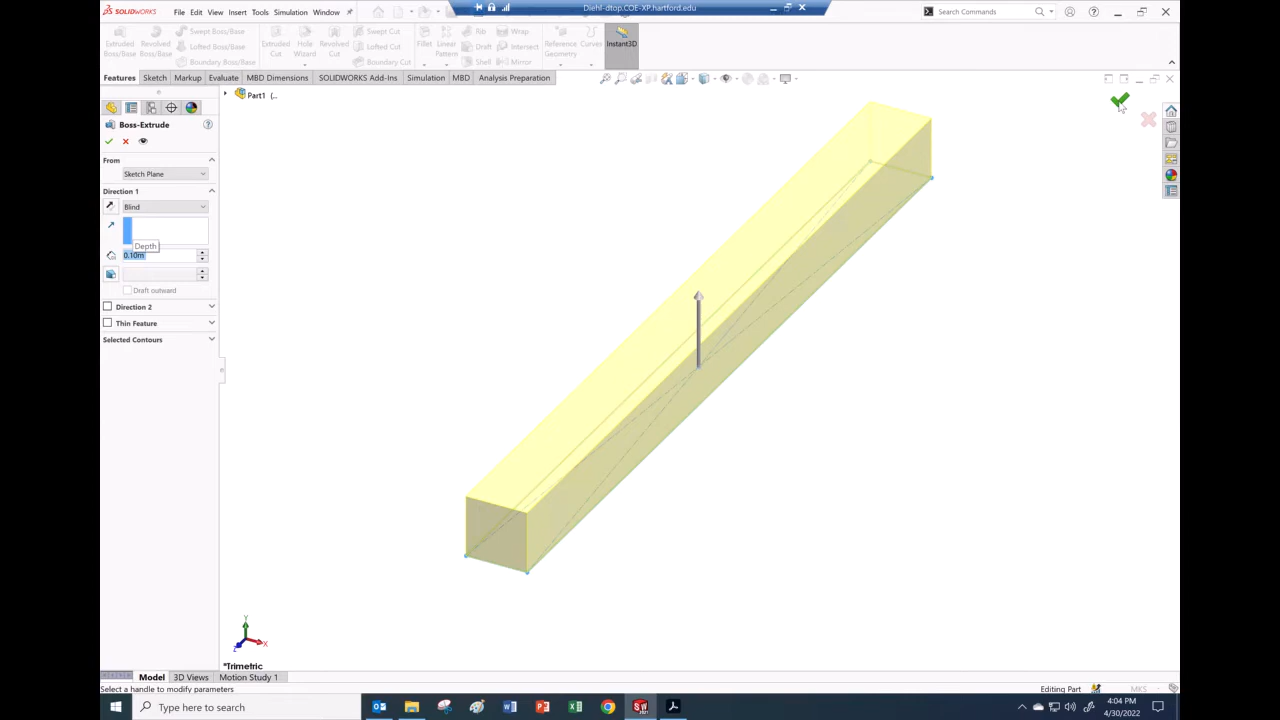 Diehl-dtop.COE-XP.hartford.edu
SOLIDWORKS File Edit View Insert Tools Simulation Window Search Commands
Extruded Boss/Base
Revolved Boss/Base
Swept Boss/Base
Lofted Boss/Base
Boundary Boss/Base
Extruded Cut
Hole Wizard
Revolved Cut
Swept Cut
Lofted Cut
Boundary Cut
Fillet
Linear Pattern
Rib
Draft
Shell
Wrap
Intersect
Mirror
Reference Geometry
Curves
Instant3D
Features Sketch Markup Evaluate MBD Dimensions SOLIDWORKS Add-Ins Simulation MBD Analysis Preparation
Part1 (...
Boss-Extrude
From
Sketch Plane
Direction 1
Blind
Depth
0.10m
Draft outward
Direction 2
Thin Feature
Selected Contours
Y
X
Z
*Trimetric
Model 3D Views Motion Study 1
Select a handle to modify parameters Editing Part MKS
Type here to search
4:04 PM
4/30/2022